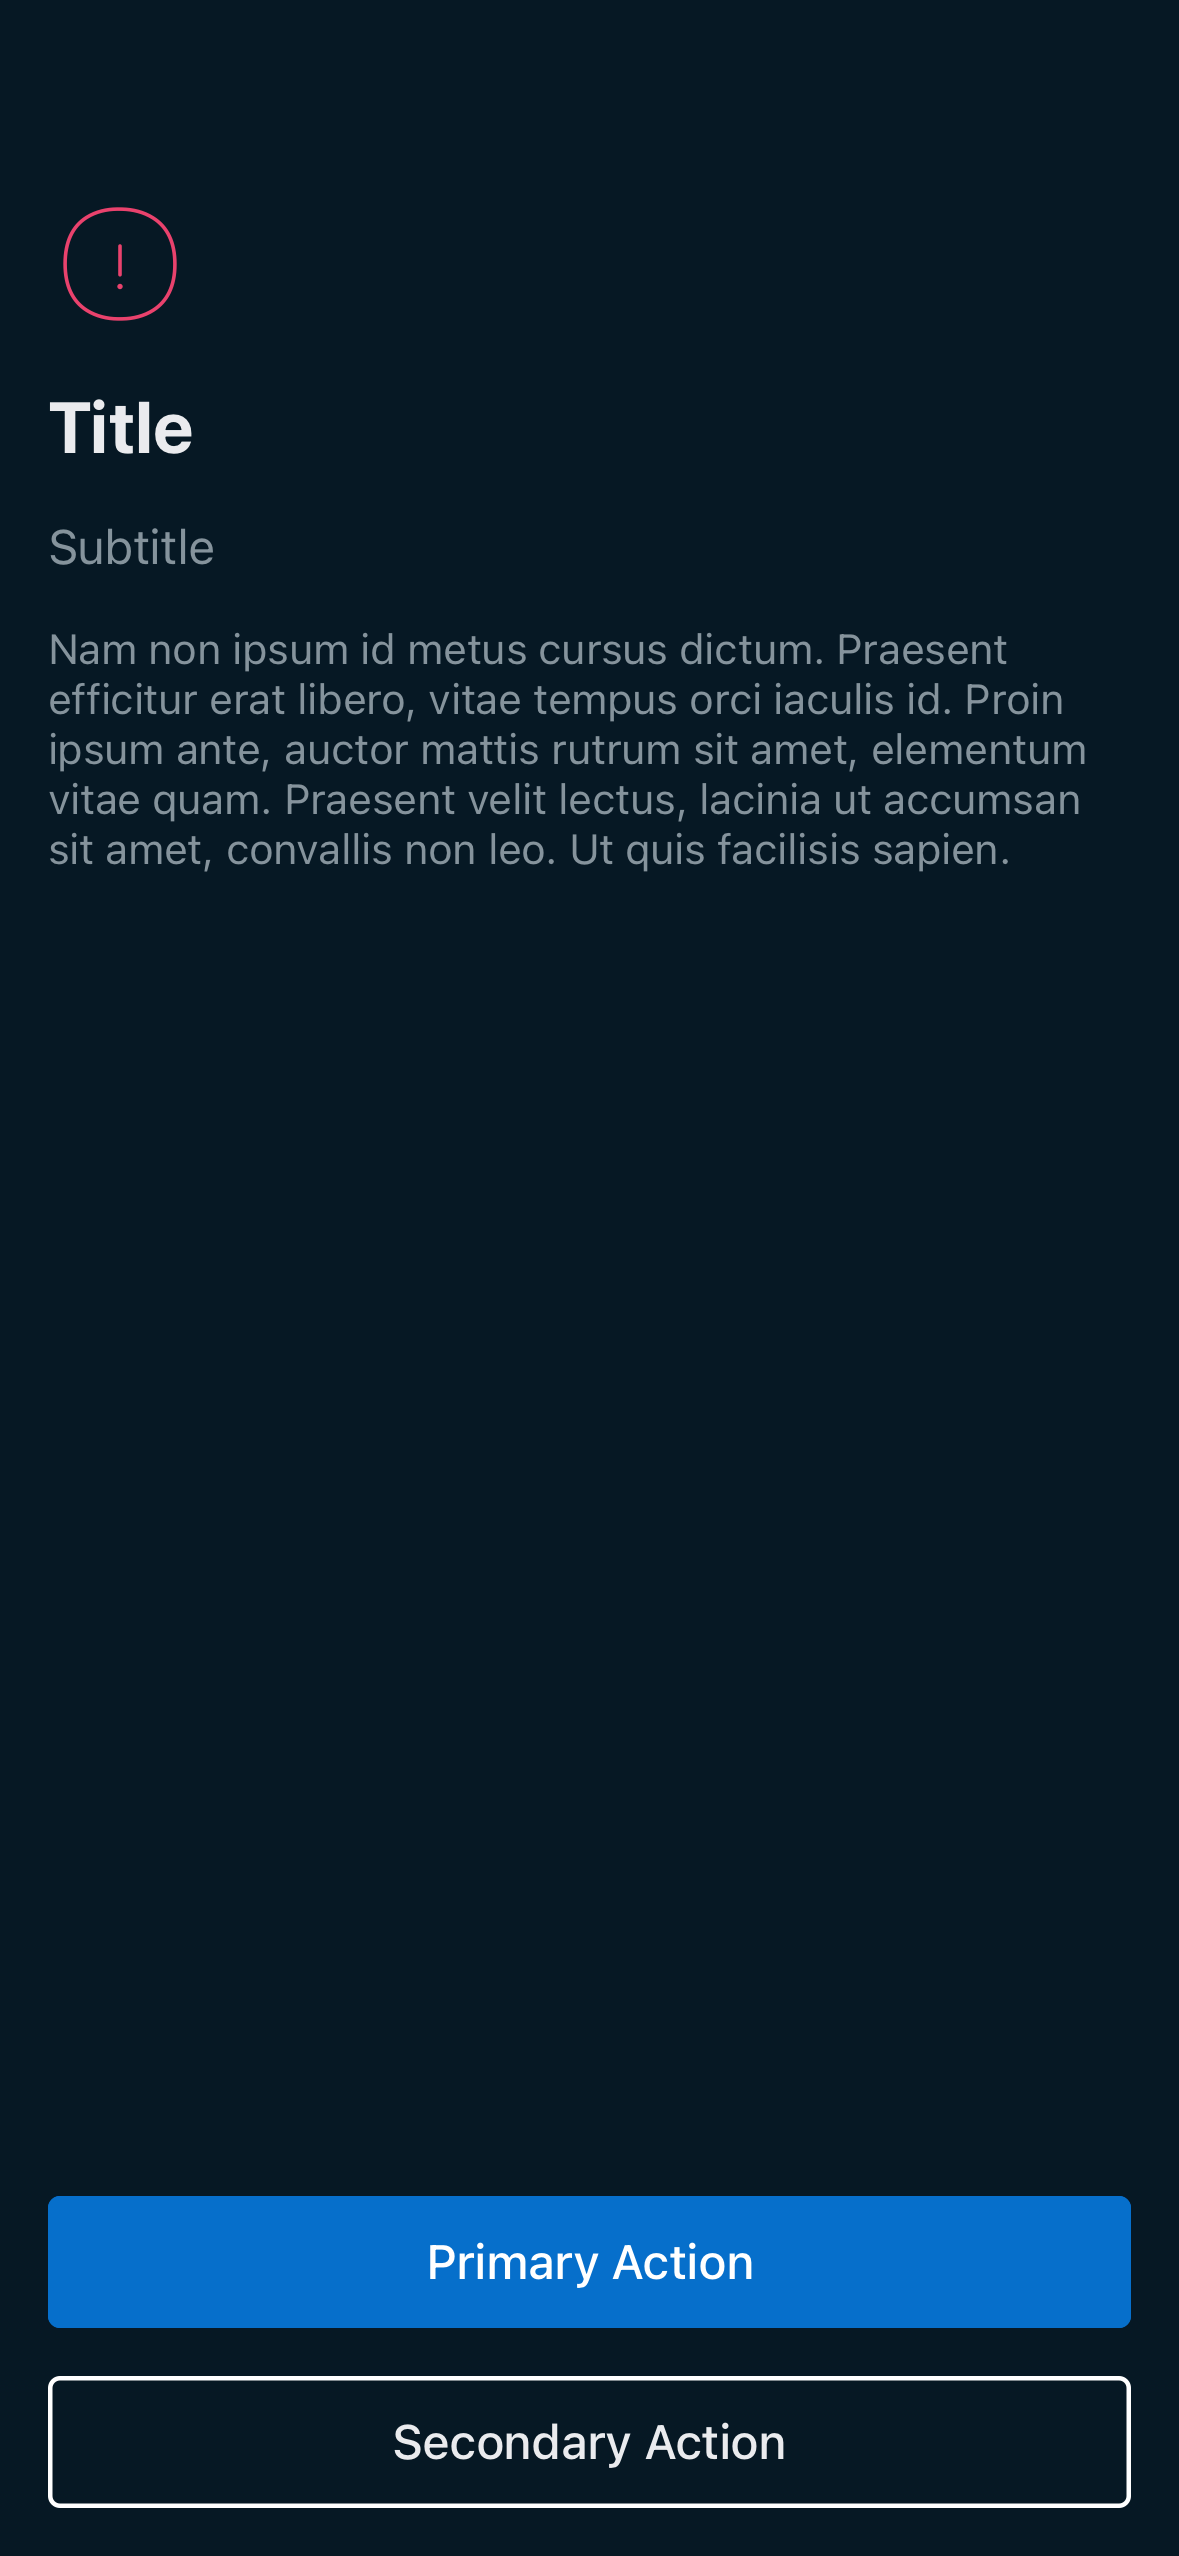 Title
Subtitle
Nam non ipsum id metus cursus dictum. Praesent
efficitur erat libero, vitae tempus orci iaculis id. Proin
ipsum ante, auctor mattis rutrum sit amet, elementum
vitae quam. Praesent velit lectus, lacinia ut accumsan
sit amet, convallis non leo. Ut quis facilisis sapien.
Primary Action
Secondary Action